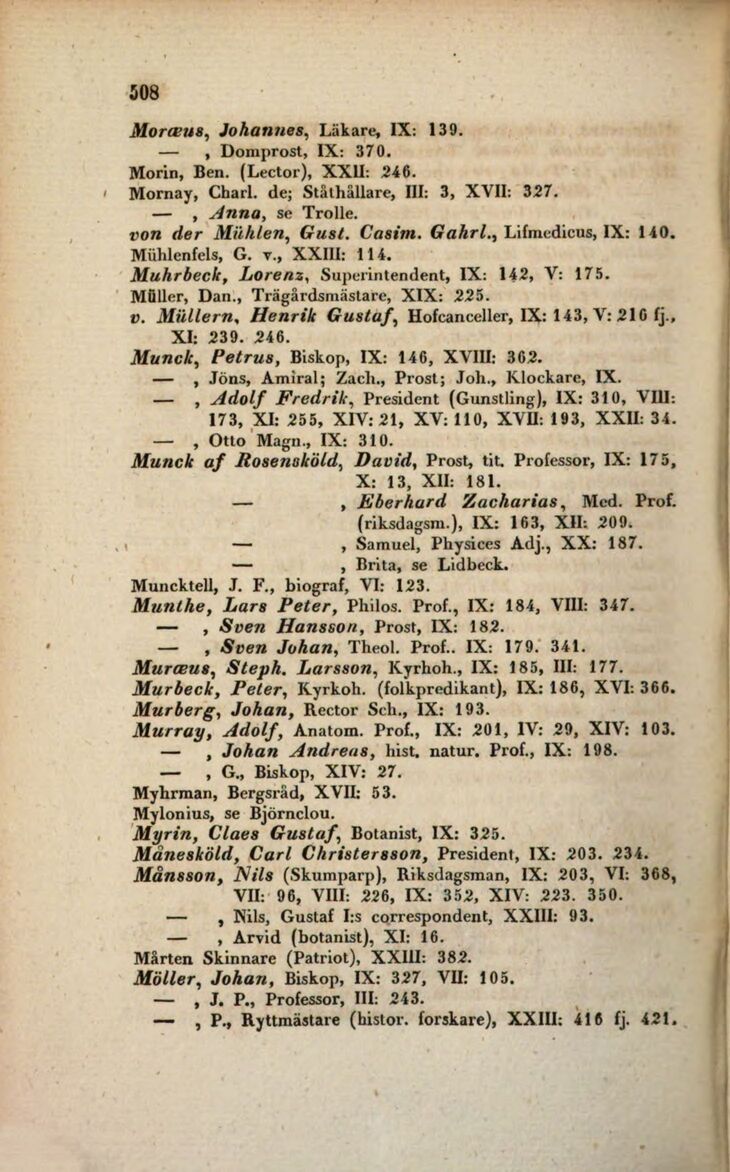 508
Moræus, Johannes, Läkare, IX: 139.
— , Domprost, IX: 370.
Morin, Ben. (Lector), XXII: 246.
Mornay, Charl. de; Ståthållare, III: 3, XVII: 327.
— , Anna, se Trolle.
von der Mühlen, Gust. Casim. Gahrl., Lifmedicus, IX: 140.
Mühlenfels, G. v., XXIII: 114.
Muhrbeck, Lorenz, Superintendent, IX: 142, V: 175.
Müller, Dan., Trägårdsmästare, XIX: 225.
v. Müllern, Henrik Gustaf, Hofcanceller, IX: 143, V: 216 fj.,
XI: 239. 246.
Munck, Petrus, Biskop, IX: 146, XVIII: 362.
— , Jöns, Amiral; Zach., Prost; Joh., Klockare, IX.
— , Adolf Fredrik, President (Gunstling), IX: 310, VIII:
173, XI: 255, XIV: 21, XV: 110, XVII: 193, XXII: 34.
— , Otto Magn., IX: 310.
Munck af Rosensköld, David, Prost, tit. Professor, IX: 175,
X: 13, XII: 181.
— , Eberhard Zacharias, Med. Prof.
(riksdagsm.), IX: 163, XII: 209.
— , Samuel, Physices Adj., XX: 187.
— , Brita, se Lidbeck.
Muncktell, J. F., biograf, VI: 123.
Munthe, Lars Peter, Philos. Prof., IX: 184, VIII: 347.
— , Sven Hansson, Prost, IX: 182.
— , Sven Johan, Theol. Prof.. IX: 179. 341.
Muræus, Steph. Larsson, Kyrhoh., IX: 185, III: 177.
Murbeck, Peter, Kyrkoh. (folkpredikant), IX: 186, XVI: 366.
Murberg, Johan, Rector Sch., IX: 193.
Murray, Adolf, Anatom. Prof., IX: 201, IV: 29, XIV: 103.
— , Johan Andreas, hist. natur. Prof., IX: 198.
— , G., Biskop, XIV: 27.
Myhrman, Bergsråd, XVII: 53.
Mylonius, se Björnclou.
Myrin, Claes Gustaf, Botanist, IX: 325.
Månesköld, Carl Christersson, President, IX: 203. 234.
Månsson, Nils (Skumparp), Riksdagsman, IX: 203, VI: 368,
VII: 96, VIII: 226, IX: 352, XIV: 223. 350.
— , Nils, Gustaf I:s correspondent, XXIII: 93.
— , Arvid (botanist), XI: 16.
Mårten Skinnare (Patriot), XXIII: 382.
Möller, Johan, Biskop, IX: 327, VII: 105.
— , J. P., Professor, III: 243.
— , P., Ryttmästare (histor. forskare), XXIII: 416 fj. 421.